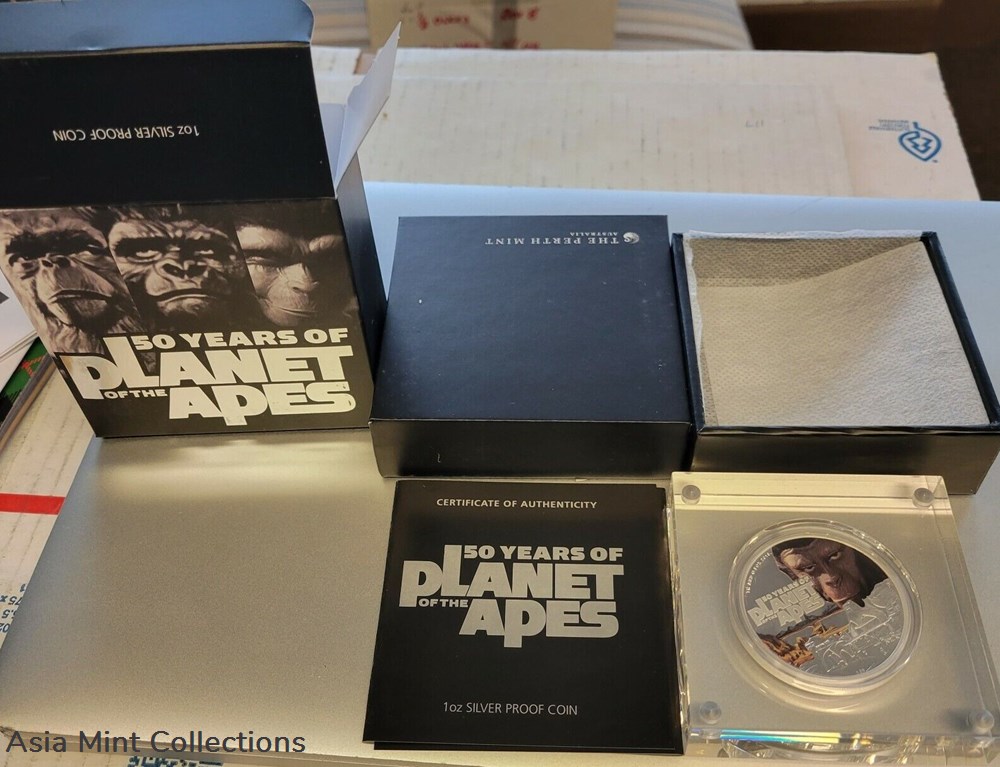 1oz SILVER PROOF COIN
50 YEARS OF
PLANET
OF THE APES
THE PERTH MINT
AUSTRALIA
CERTIFICATE OF AUTHENTICITY
50 YEARS OF
PLANET
OF THE APES
1oz SILVER PROOF COIN
50 YEARS OF
PLANET
Asia Mint Collections